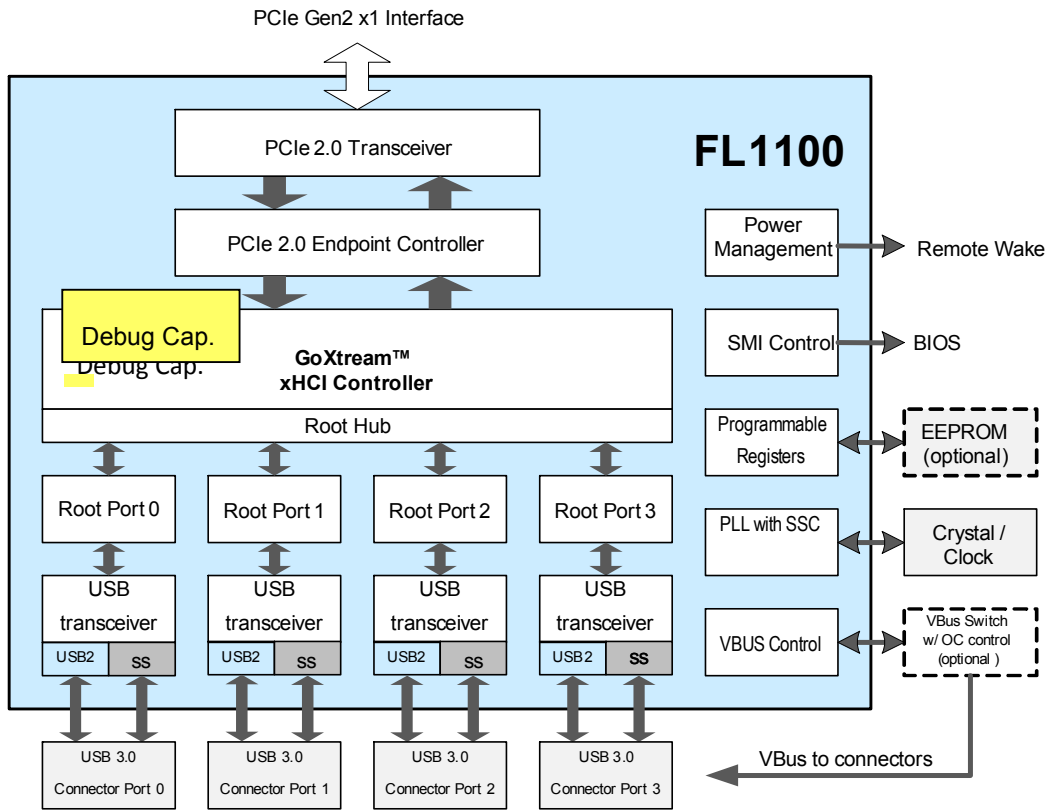 PCIe Gen2 x1 Interface
FL1100
PCIe 2.0 Transceiver
PCIe 2.0 Endpoint Controller
Debug Cap.
Debug Cap.
GoXtream™
xHCI Controller
Root Hub
Root Port 0
Root Port 1
Root Port 2
Root Port 3
USB
transceiver
USB2
SS
USB
transceiver
USB2
SS
USB
transceiver
USB2
SS
USB
transceiver
USB2
SS
USB 3.0
Connector Port 0
USB 3.0
Connector Port 1
USB 3.0
Connector Port 2
USB 3.0
Connector Port 3
Power
Management
Remote Wake
SMI Control
BIOS
Programmable
Registers
EEPROM
(optional)
PLL with SSC
Crystal /
Clock
VBUS Control
VBus Switch
w/ OC control
(optional )
VBus to connectors